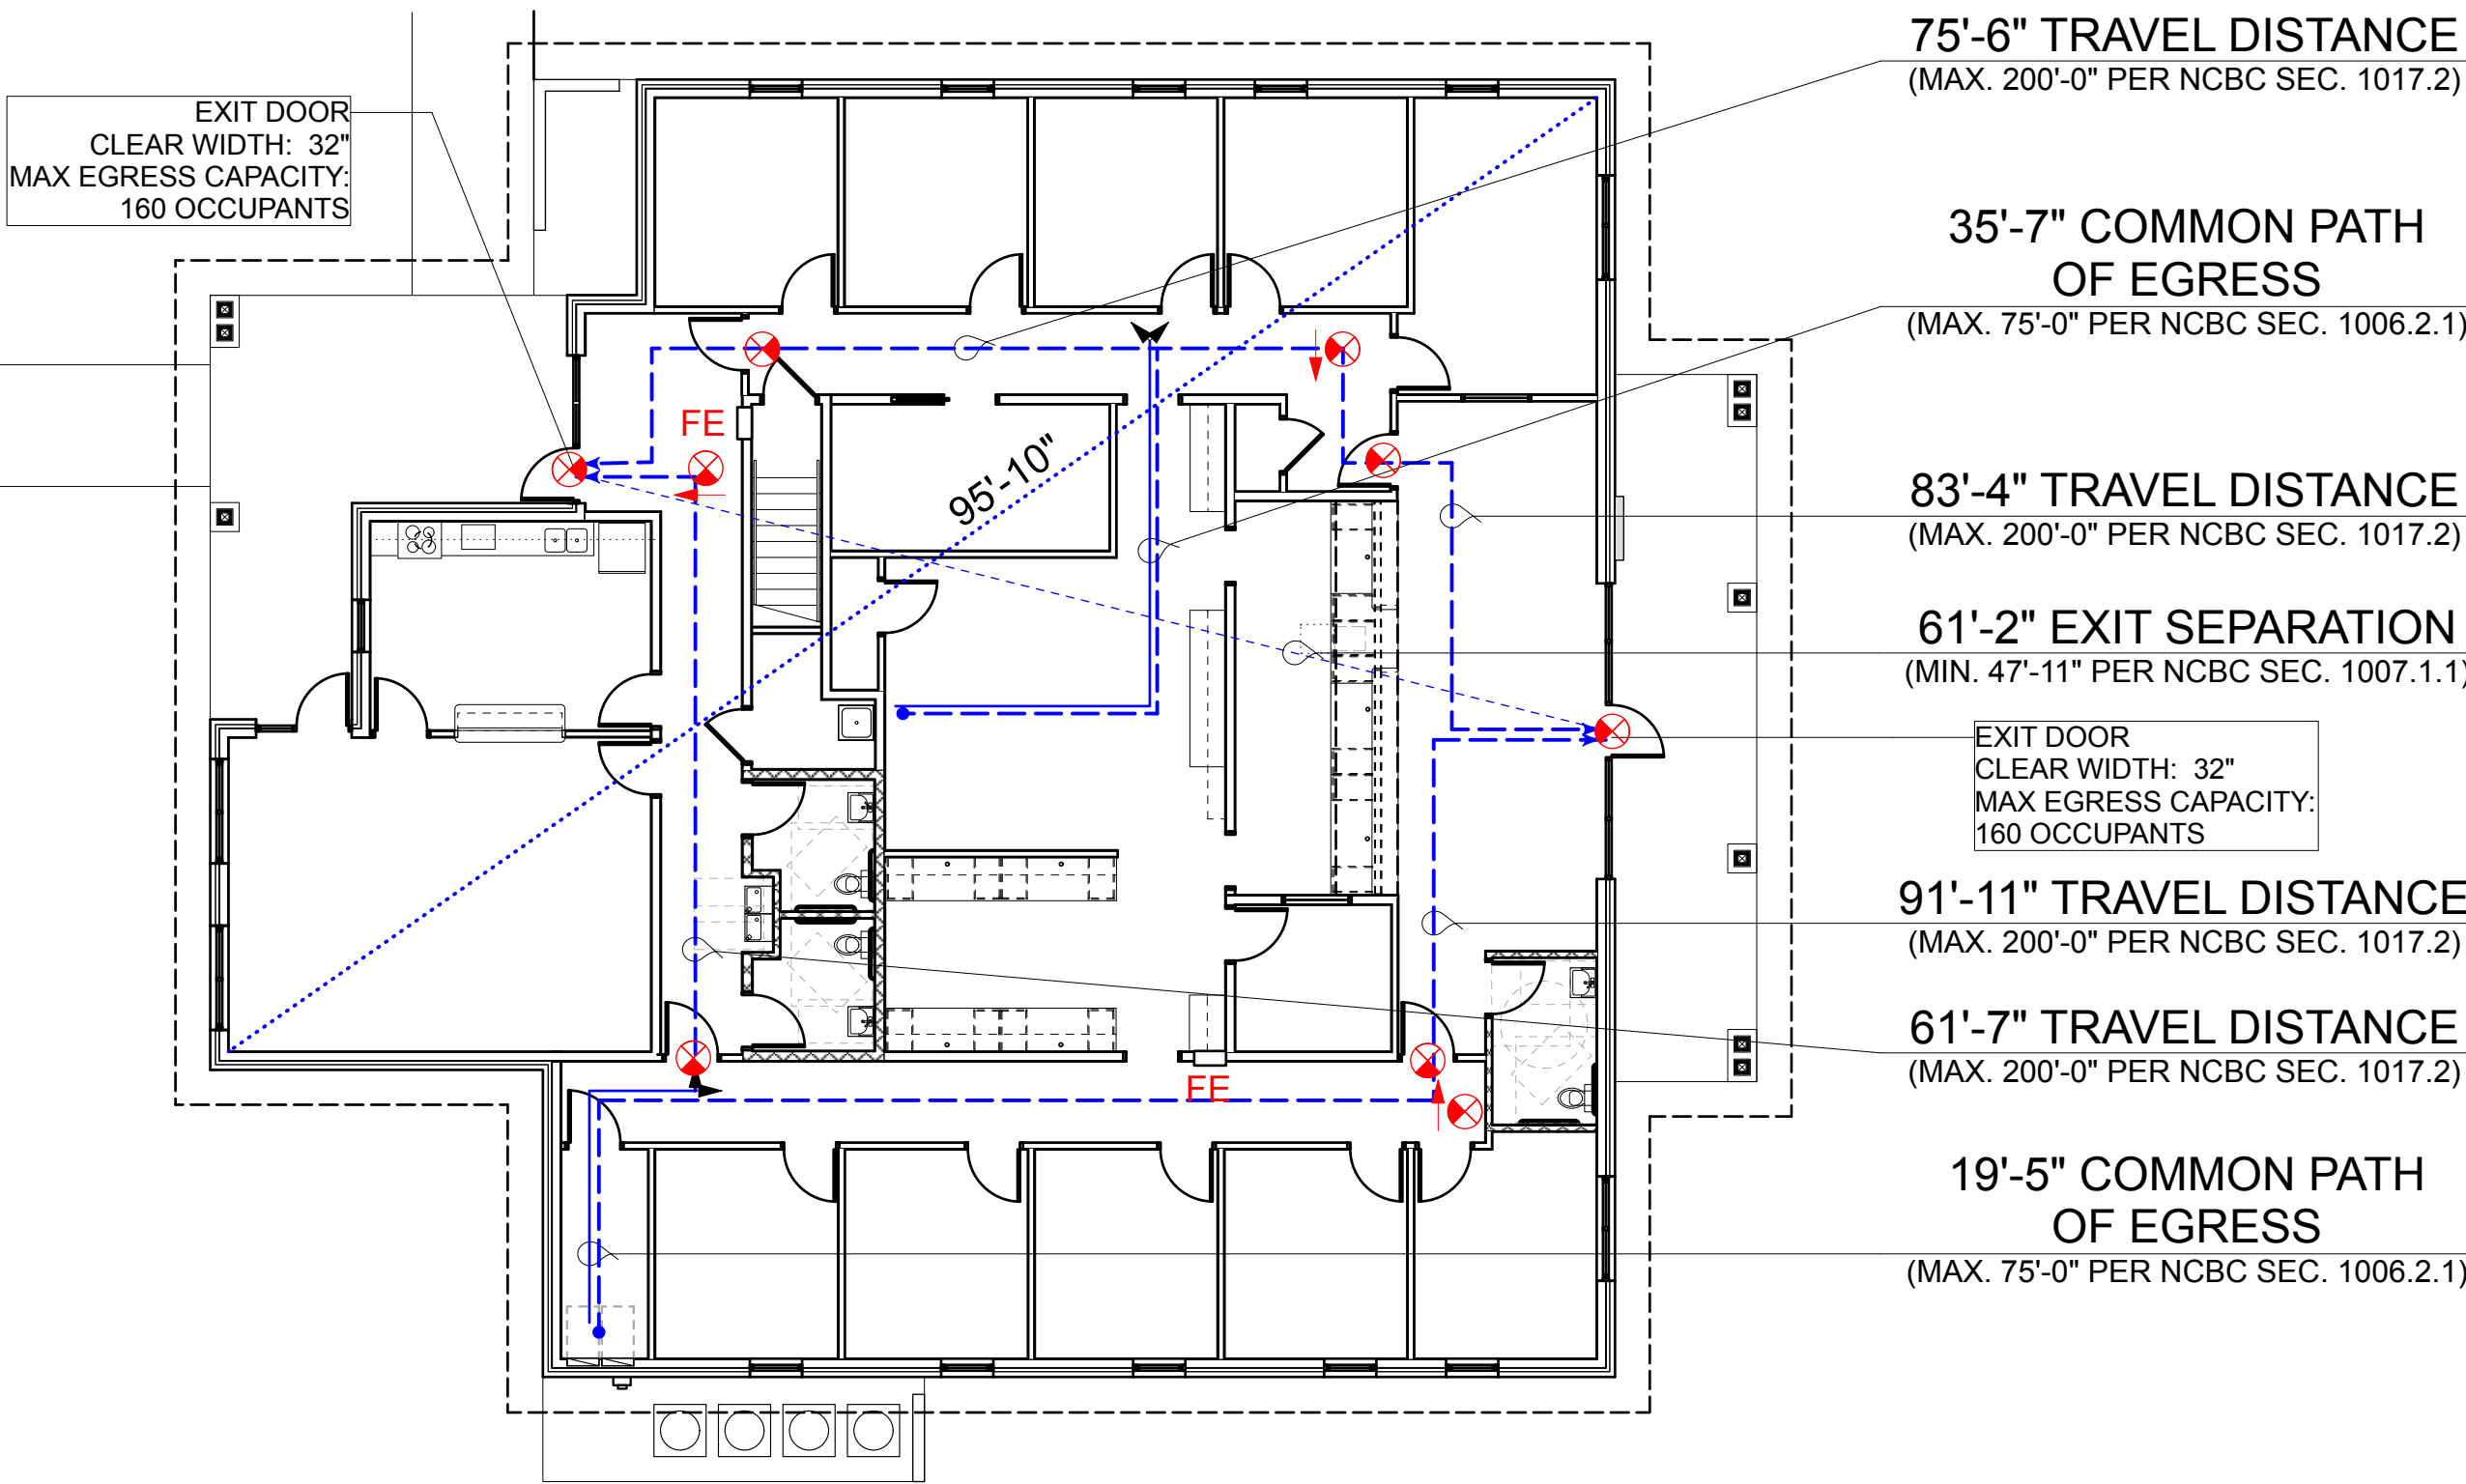 EXIT DOOR
CLEAR WIDTH: 32"
MAX EGRESS CAPACITY:
160 OCCUPANTS
75'-6" TRAVEL DISTANCE
(MAX. 200'-0" PER NCBC SEC. 1017.2)
35'-7" COMMON PATH
OF EGRESS
(MAX. 75'-0" PER NCBC SEC. 1006.2.1)
FE
95'-10"
83'-4" TRAVEL DISTANCE
(MAX. 200'-0" PER NCBC SEC. 1017.2)
61'-2" EXIT SEPARATION
(MIN. 47'-11" PER NCBC SEC. 1007.1.1)
EXIT DOOR
CLEAR WIDTH: 32"
MAX EGRESS CAPACITY:
160 OCCUPANTS
91'-11" TRAVEL DISTANCE
(MAX. 200'-0" PER NCBC SEC. 1017.2)
61'-7" TRAVEL DISTANCE
(MAX. 200'-0" PER NCBC SEC. 1017.2)
FE
19'-5" COMMON PATH
OF EGRESS
(MAX. 75'-0" PER NCBC SEC. 1006.2.1)